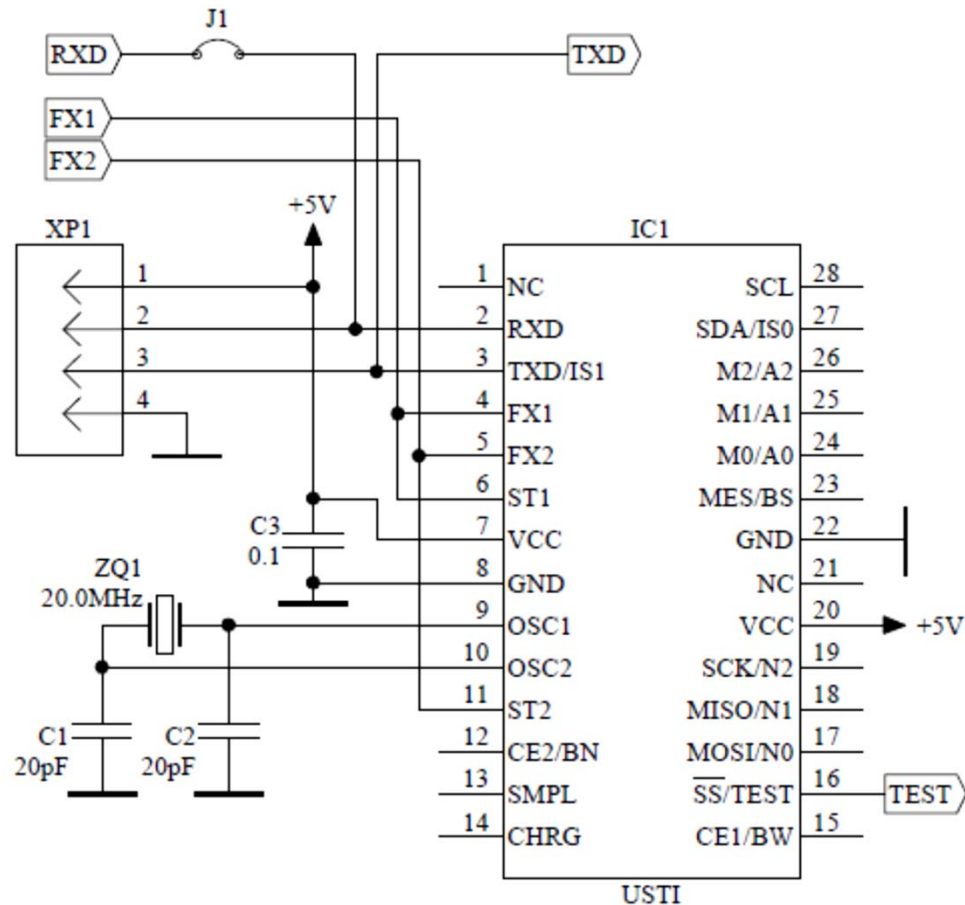 J1
RXD
TXD
FX1
FX2
+5V
XP1
IC1
1
2
3
4
1 NC
2 RXD
3 TXD/IS1
4 FX1
5 FX2
6 ST1
7 VCC
8 GND
9 OSC1
10 OSC2
11 ST2
12 CE2/BN
13 SMPL
14 CHRG
SCL 28
SDA/IS0 27
M2/A2 26
M1/A1 25
M0/A0 24
MES/BS 23
GND 22
NC 21
VCC 20
+5V
SCK/N2 19
MISO/N1 18
MOSI/N0 17
SS/TEST 16
TEST
CE1/BW 15
C3
0.1
ZQ1
20.0MHz
C1
20pF
C2
20pF
USTI